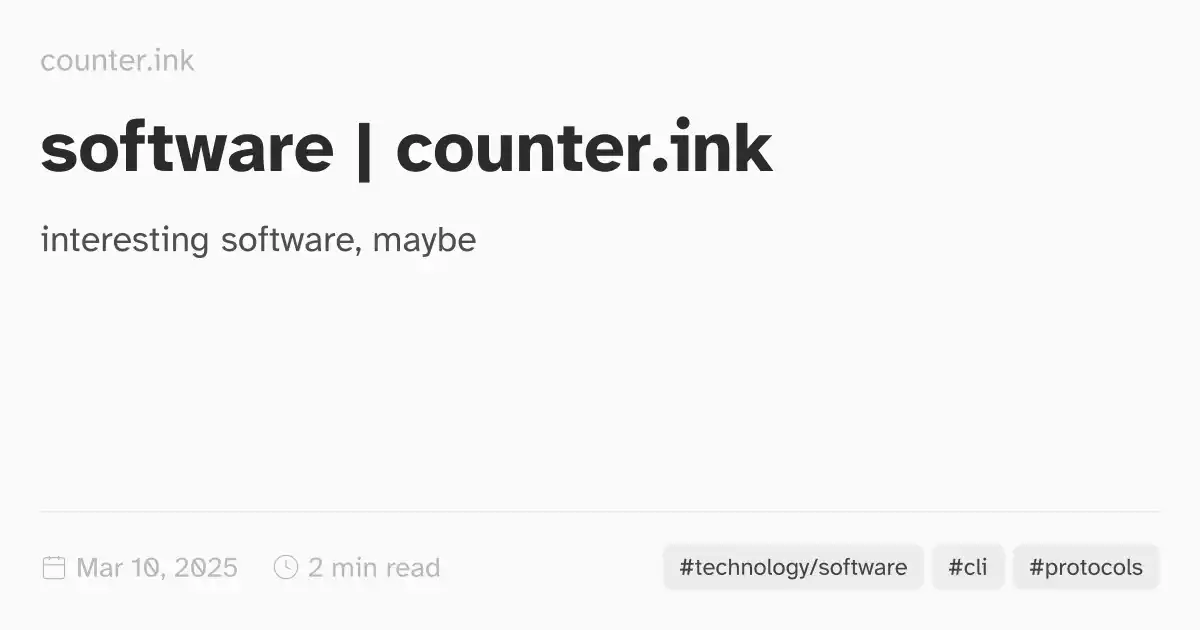 counter.ink
software | counter.ink
interesting software, maybe
Mar 10, 2025 2 min read #technology/software #cli #protocols